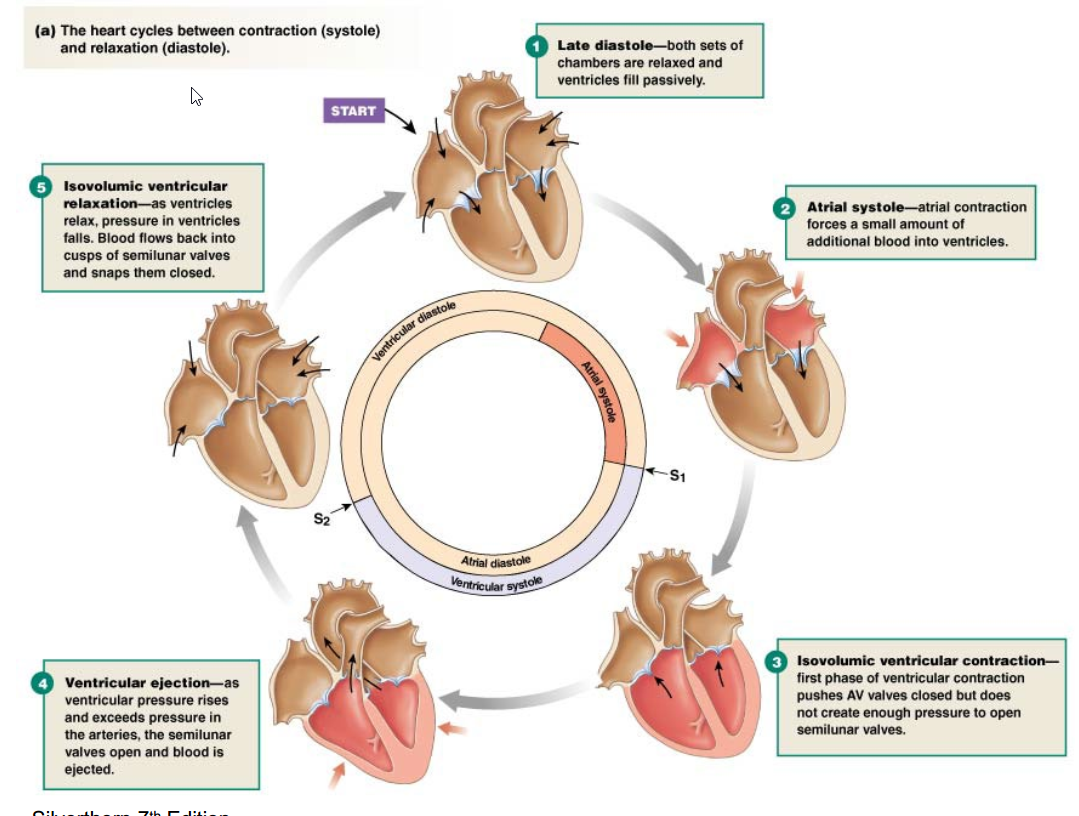 (a) The heart cycles between contraction (systole)
and relaxation (diastole).
START
1 Late diastole—both sets of
chambers are relaxed and
ventricles fill passively.
2 Atrial systole—atrial contraction
forces a small amount of
additional blood into ventricles.
3 Isovolumic ventricular contraction—
first phase of ventricular contraction
pushes AV valves closed but does
not create enough pressure to open
semilunar valves.
4 Ventricular ejection—as
ventricular pressure rises
and exceeds pressure in
the arteries, the semilunar
valves open and blood is
ejected.
5 Isovolumic ventricular
relaxation—as ventricles
relax, pressure in ventricles
falls. Blood flows back into
cusps of semilunar valves
and snaps them closed.
Ventricular diastole
Atrial systole
S1
S2
Atrial diastole
Ventricular systole
Silverthorn 7th Edition